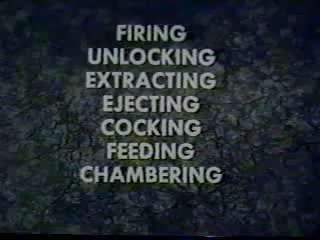 FIRING
UNLOCKING
EXTRACTING
EJECTING
COCKING
FEEDING
CHAMBERING